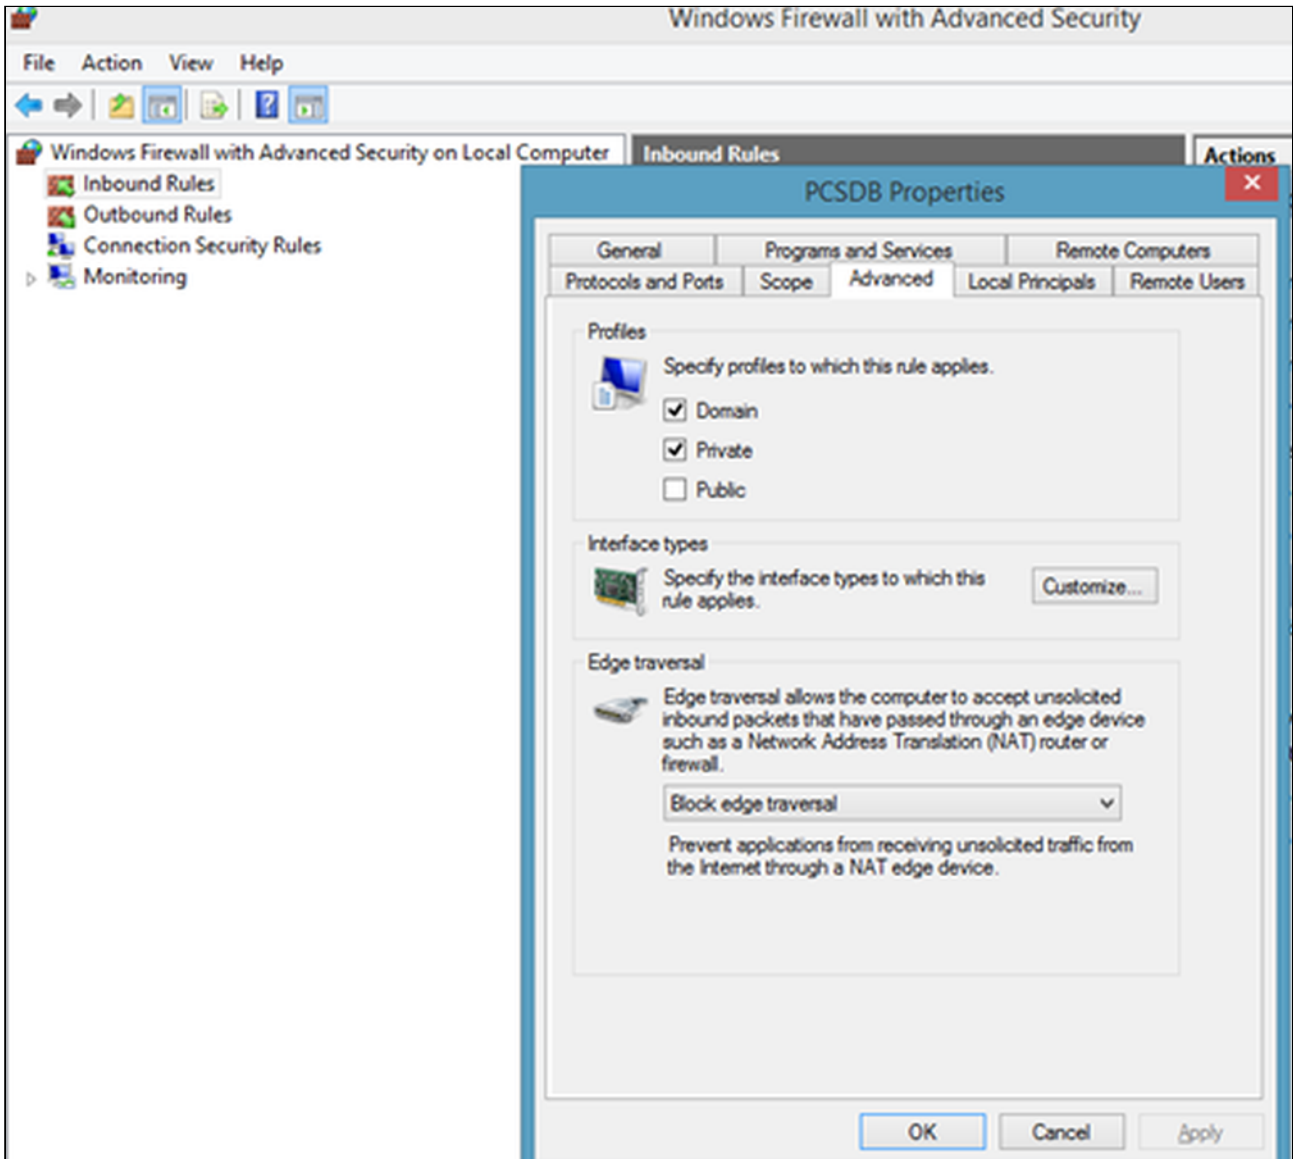 Windows Firewall with Advanced Security
File Action View Help
Windows Firewall with Advanced Security on Local Computer
Inbound Rules
Outbound Rules
Connection Security Rules
Monitoring
Inbound Rules
Actions
PCSDB Properties
General Programs and Services Remote Computers
Protocols and Ports Scope Advanced Local Principals Remote Users
Profiles
Specify profiles to which this rule applies.
Domain
Private
Public
Interface types
Specify the interface types to which this
rule applies.
Customize...
Edge traversal
Edge traversal allows the computer to accept unsolicited
inbound packets that have passed through an edge device
such as a Network Address Translation (NAT) router or
firewall.
Block edge traversal
Prevent applications from receiving unsolicited traffic from
the Internet through a NAT edge device.
OK Cancel Apply